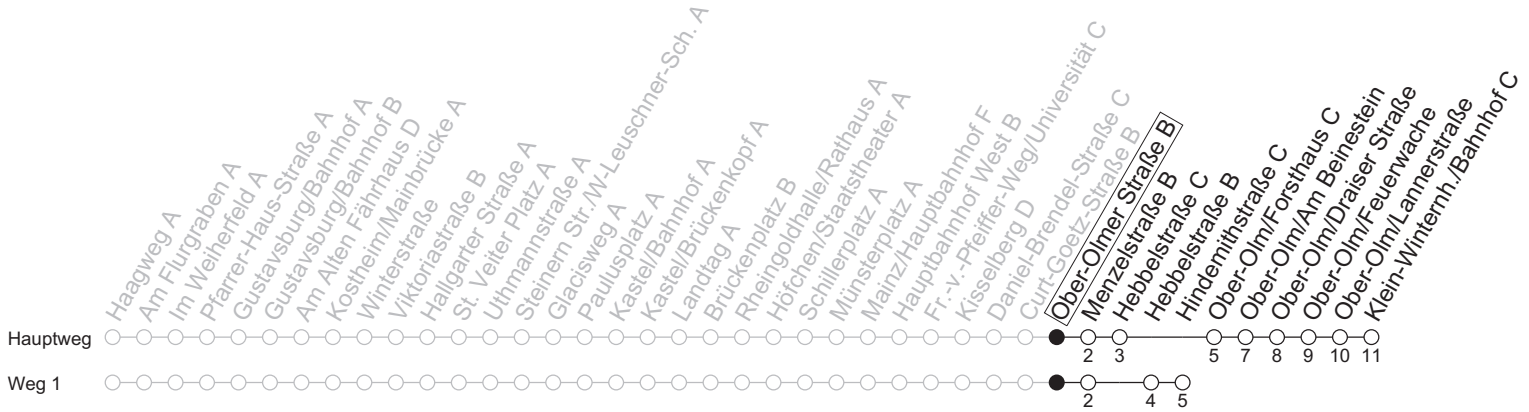 Haagweg A
Am Flurgraben A
Im Weiherfeld A
Pfarrer-Haus-Straße A
Gustavsburg/Bahnhof A
Gustavsburg/Bahnhof B
Am Alten Fährhaus D
Kostheim/Mainbrücke A
Winterstraße
Viktoriastraße B
Hallgarter Straße A
St. Veiter Platz A
Uthmannstraße A
Steinern Str./W-Leuschner-Sch. A
Glacisweg A
Paulusplatz A
Kastel/Bahnhof A
Kastel/Brückenkopf A
Landtag A
Brückenplatz B
Rheingoldhalle/Rathaus A
Höfchen/Staatstheater A
Schillerplatz A
Münsterplatz A
Mainz/Hauptbahnhof F
Hauptbahnhof West B
Fr.-v.-Pfeiffer-Weg/Universität C
Kisselberg D
Daniel-Brendel-Straße C
Curt-Goetz-Straße B
Ober-Olmer Straße B
Menzelstraße B
Hebbelstraße C
Hebbelstraße B
Hindemithstraße C
Ober-Olm/Forsthaus C
Ober-Olm/Am Beinestein
Ober-Olm/Draiser Straße
Ober-Olm/Feuerwache
Ober-Olm/Lannerstraße
Klein-Winternh./Bahnhof C
Hauptweg
2 3 5 7 8 9 10 11
Weg 1
2 4 5